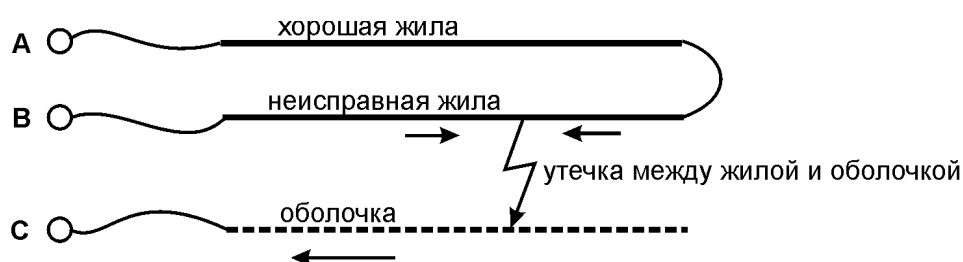 A
хорошая жила
B
неисправная жила
утечка между жилой и оболочкой
C
оболочка